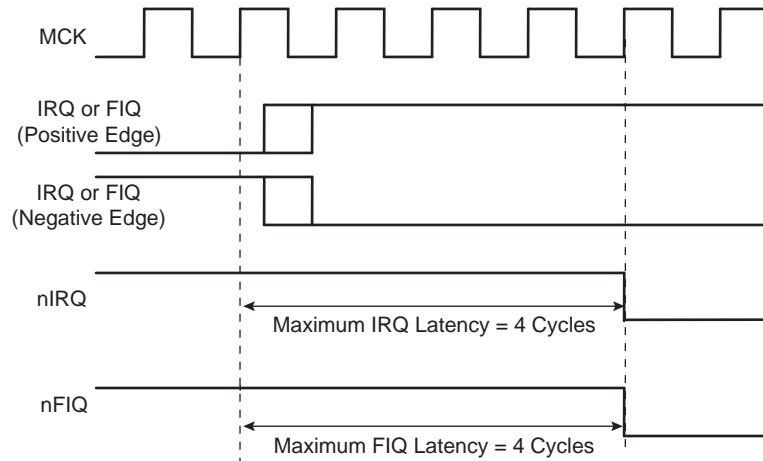 MCK
IRQ or FIQ
(Positive Edge)
IRQ or FIQ
(Negative Edge)
nIRQ
Maximum IRQ Latency = 4 Cycles
nFIQ
Maximum FIQ Latency = 4 Cycles